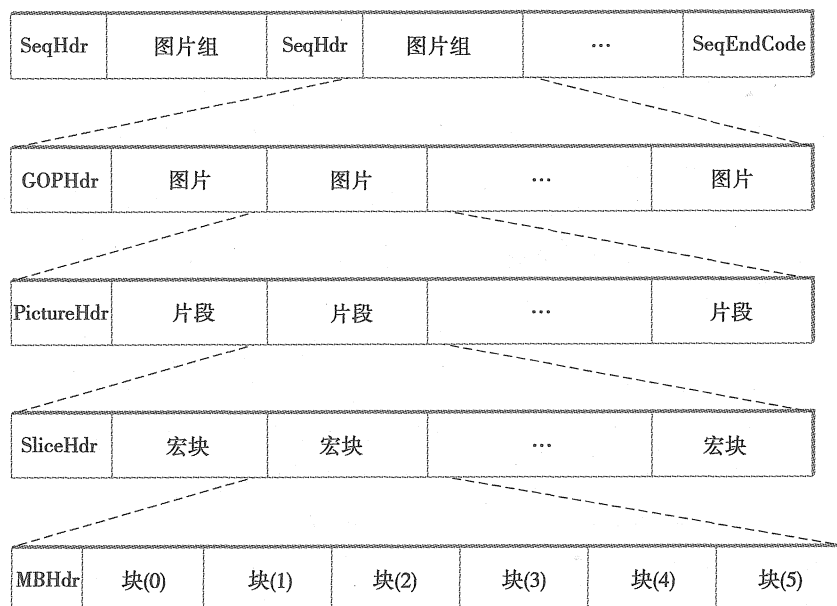 SeqHdr 图片组 SeqHdr 图片组 … SeqEndCode
GOPHdr 图片 图片 … 图片
PictureHdr 片段 片段 … 片段
SliceHdr 宏块 宏块 … 宏块
MBHdr 块(0) 块(1) 块(2) 块(3) 块(4) 块(5)